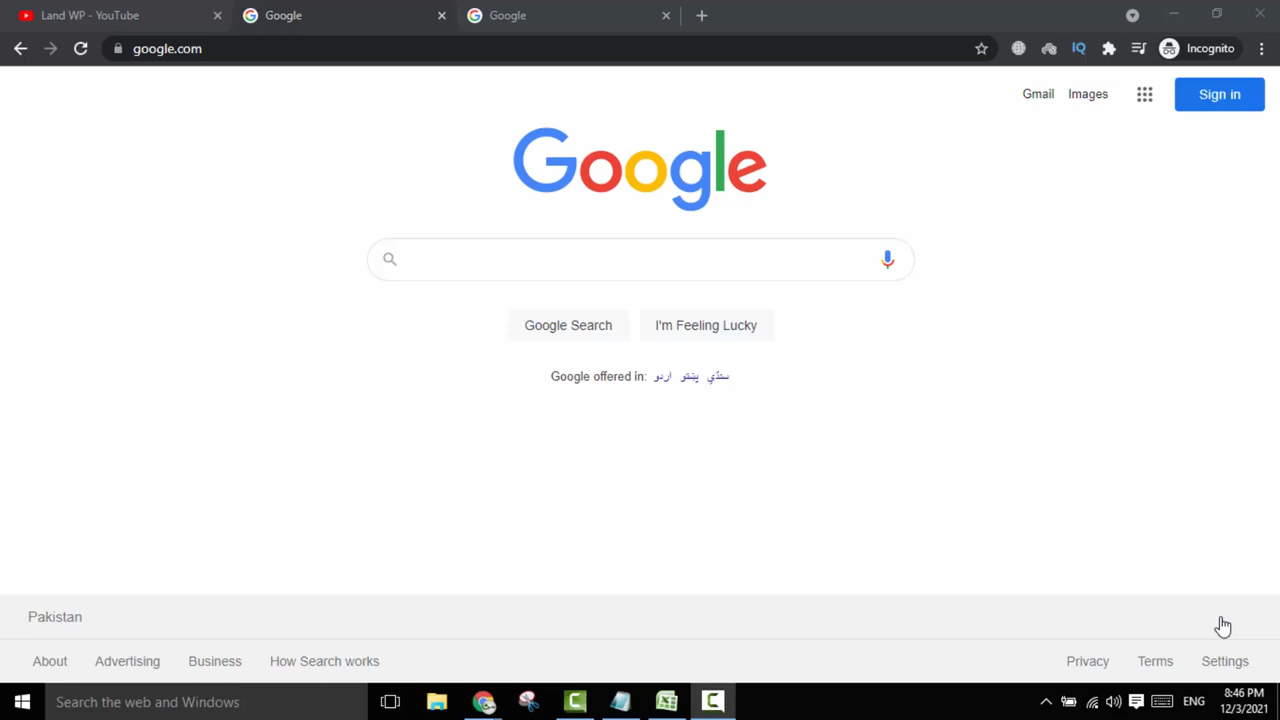 Land WP - YouTube
Google
Google
google.com
IQ
Incognito
Gmail
Images
Sign in
Google
Google Search
I'm Feeling Lucky
Google offered in: اردو پښتو سنڌي
Pakistan
About
Advertising
Business
How Search works
Privacy
Terms
Settings
Search the web and Windows
ENG
8:46 PM
12/3/2021